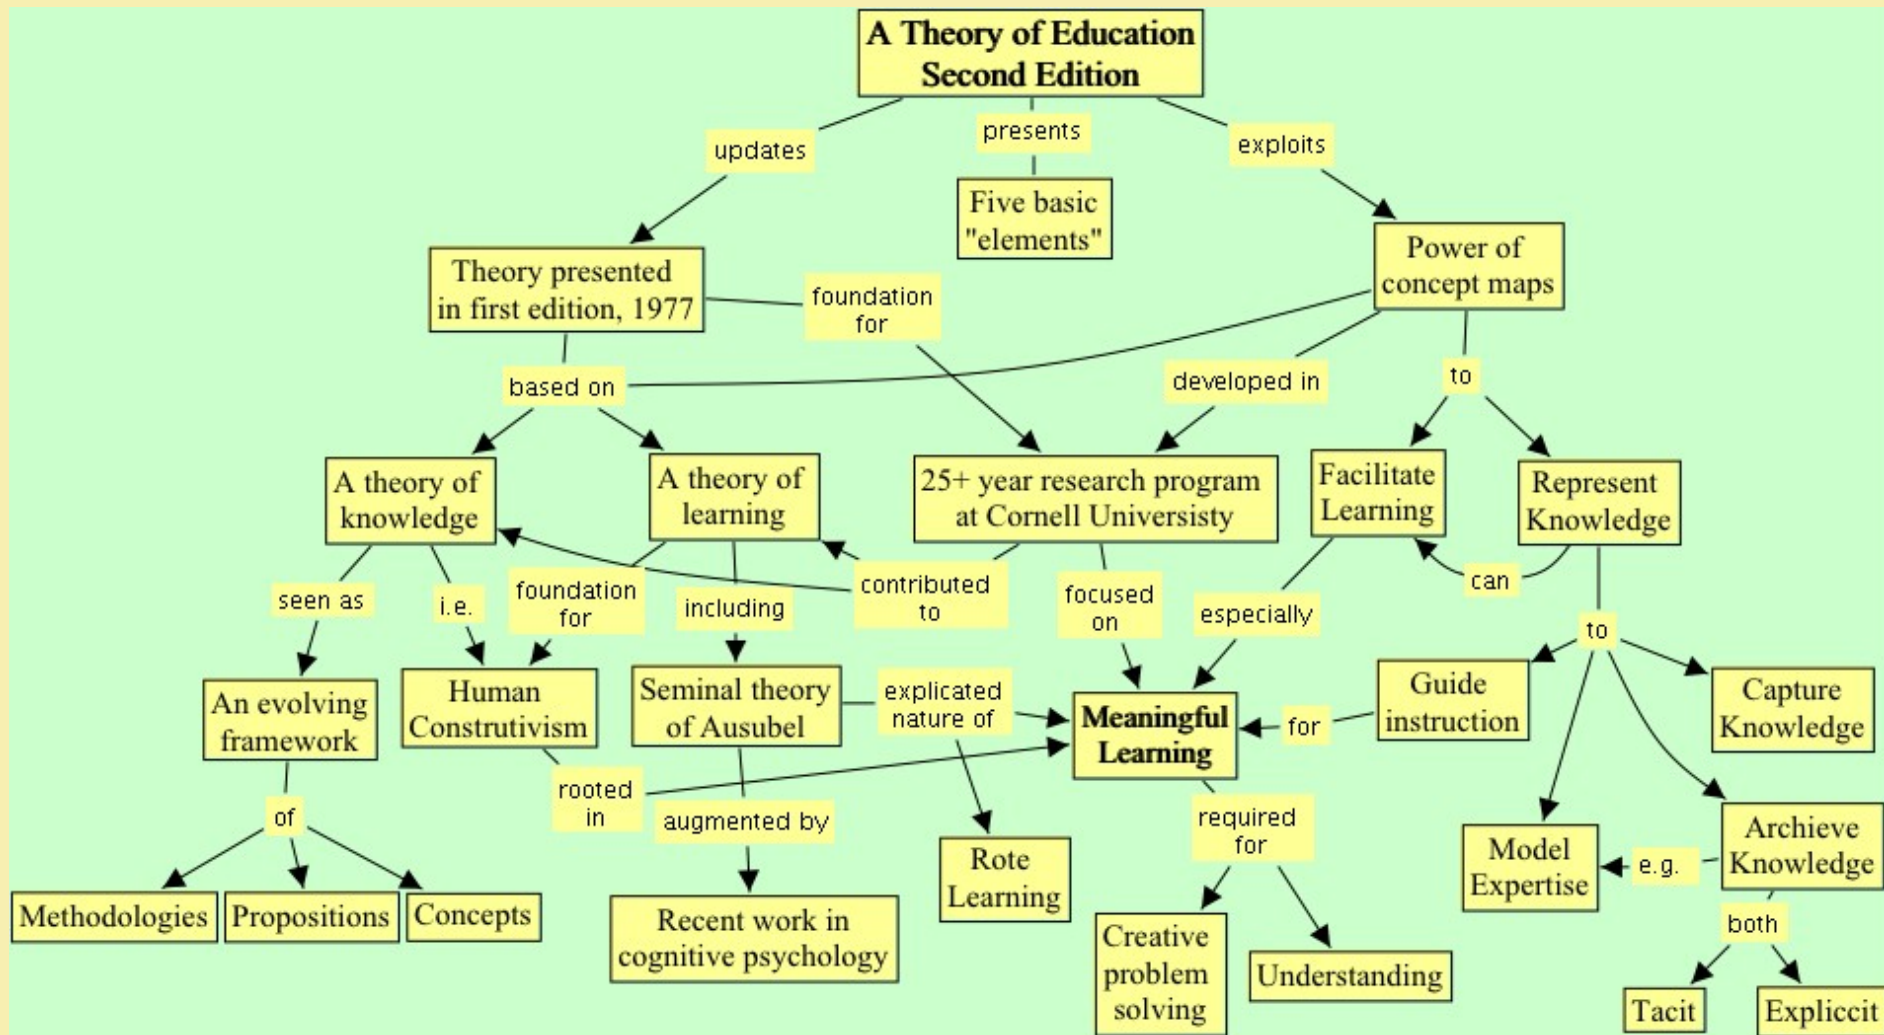 A Theory of Education
Second Edition
updates
presents
exploits
Five basic
"elements"
Theory presented
in first edition, 1977
foundation
for
Power of
concept maps
based on
developed in
to
A theory of
knowledge
A theory of
learning
25+ year research program
at Cornell Universisty
Facilitate
Learning
Represent
Knowledge
seen as
i.e.
foundation
for
including
contributed
to
focused
on
especially
can
to
An evolving
framework
Human
Construtivism
Seminal theory
of Ausubel
explicated
nature of
Meaningful
Learning
for
Guide
instruction
Capture
Knowledge
of
rooted
in
augmented by
required
for
Methodologies
Propositions
Concepts
Recent work in
cognitive psychology
Rote
Learning
Creative
problem
solving
Understanding
Model
Expertise
e.g.
Archieve
Knowledge
both
Tacit
Expliccit